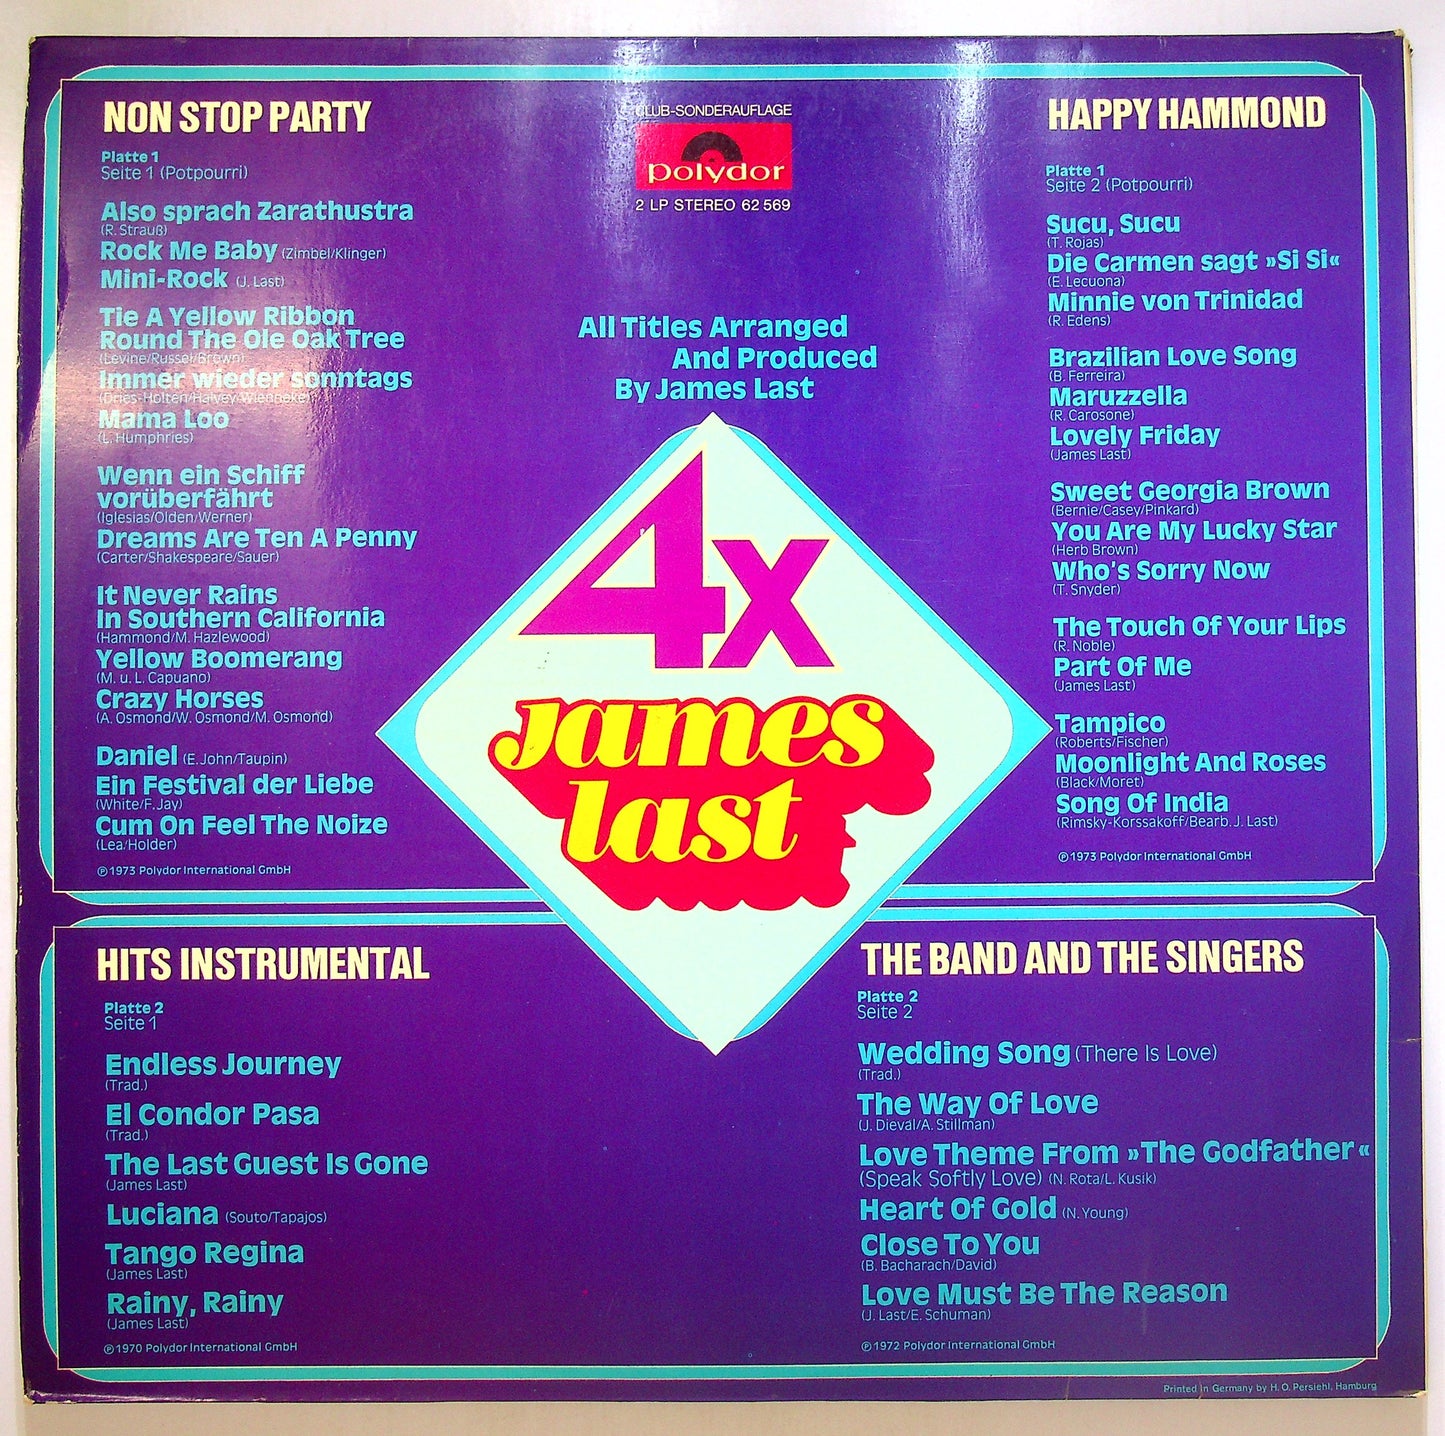 NON STOP PARTY
Platte 1
Seite 1 (Potpourri)
Also sprach Zarathustra
(R. Strauß)
Rock Me Baby (Zimbel/Klinger)
Mini-Rock (J. Last)
Tie A Yellow Ribbon
Round The Ole Oak Tree
(Levine/Russel/Brown)
Immer wieder sonntags
(Dries-Holten/Halvey/Wienneke)
Mama Loo
(L. Humphries)
Wenn ein Schiff
vorüberfährt
(Iglesias/Olden/Werner)
Dreams Are Ten A Penny
(Carter/Shakespeare/Sauer)
It Never Rains
In Southern California
(Hammond/M. Hazlewood)
Yellow Boomerang
(M. u. L. Capuano)
Crazy Horses
(A. Osmond/W. Osmond/M. Osmond)
Daniel (E. John/Taupin)
Ein Festival der Liebe
(White/F. Jay)
Cum On Feel The Noize
(Lea/Holder)
℗ 1973 Polydor International GmbH
CLUB-SONDERAUFLAGE
polydor
2 LP STEREO 62 569
All Titles Arranged
And Produced
By James Last
4x
james
last
HAPPY HAMMOND
Platte 1
Seite 2 (Potpourri)
Sucu, Sucu
(T. Rojas)
Die Carmen sagt »Si Si«
(E. Lecuona)
Minnie von Trinidad
(R. Edens)
Brazilian Love Song
(B. Ferreira)
Maruzzella
(R. Carosone)
Lovely Friday
(James Last)
Sweet Georgia Brown
(Bernie/Casey/Pinkard)
You Are My Lucky Star
(Herb Brown)
Who's Sorry Now
(T. Snyder)
The Touch Of Your Lips
(R. Noble)
Part Of Me
(James Last)
Tampico
(Roberts/Fischer)
Moonlight And Roses
(Black/Moret)
Song Of India
(Rimsky-Korssakoff/Bearb. J. Last)
℗ 1973 Polydor International GmbH
HITS INSTRUMENTAL
Platte 2
Seite 1
Endless Journey
(Trad.)
El Condor Pasa
(Trad.)
The Last Guest Is Gone
(James Last)
Luciana (Souto/Tapajos)
Tango Regina
(James Last)
Rainy, Rainy
(James Last)
℗ 1970 Polydor International GmbH
THE BAND AND THE SINGERS
Platte 2
Seite 2
Wedding Song (There Is Love)
(Trad.)
The Way Of Love
(J. Dieval/A. Stillman)
Love Theme From »The Godfather«
(Speak Softly Love) (N. Rota/L. Kusik)
Heart Of Gold (N. Young)
Close To You
(B. Bacharach/David)
Love Must Be The Reason
(J. Last/E. Schuman)
℗ 1972 Polydor International GmbH
Printed in Germany by H. O. Persiehl, Hamburg